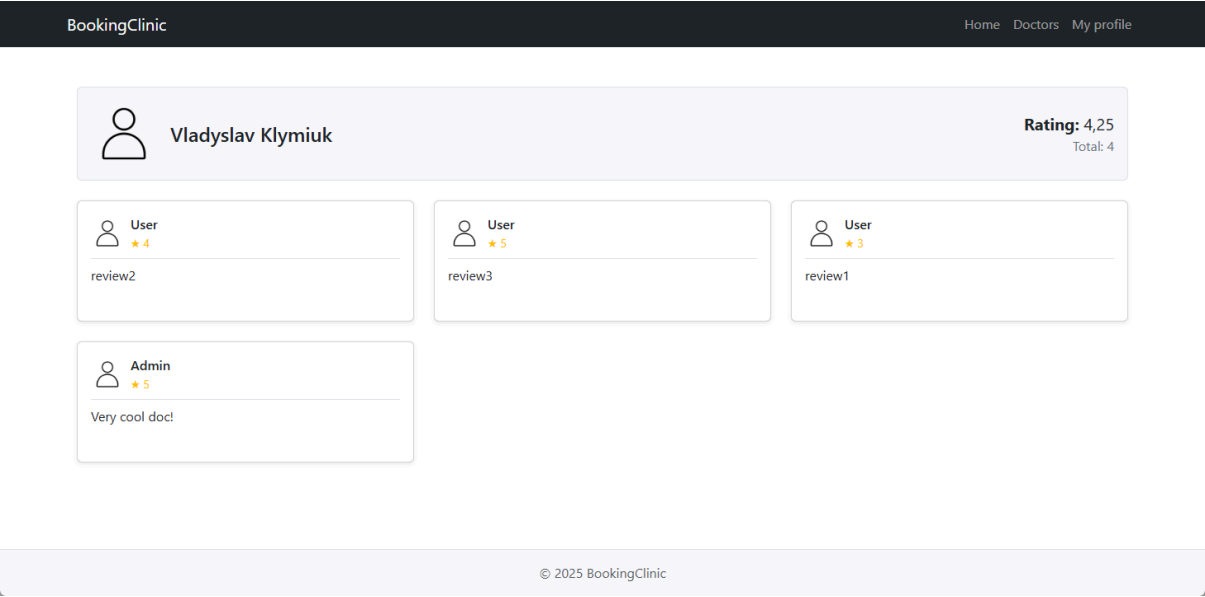 BookingClinic
Home Doctors My profile
Vladyslav Klymiuk
Rating: 4,25
Total: 4
User
★ 4
review2
User
★ 5
review3
User
★ 3
review1
Admin
★ 5
Very cool doc!
© 2025 BookingClinic